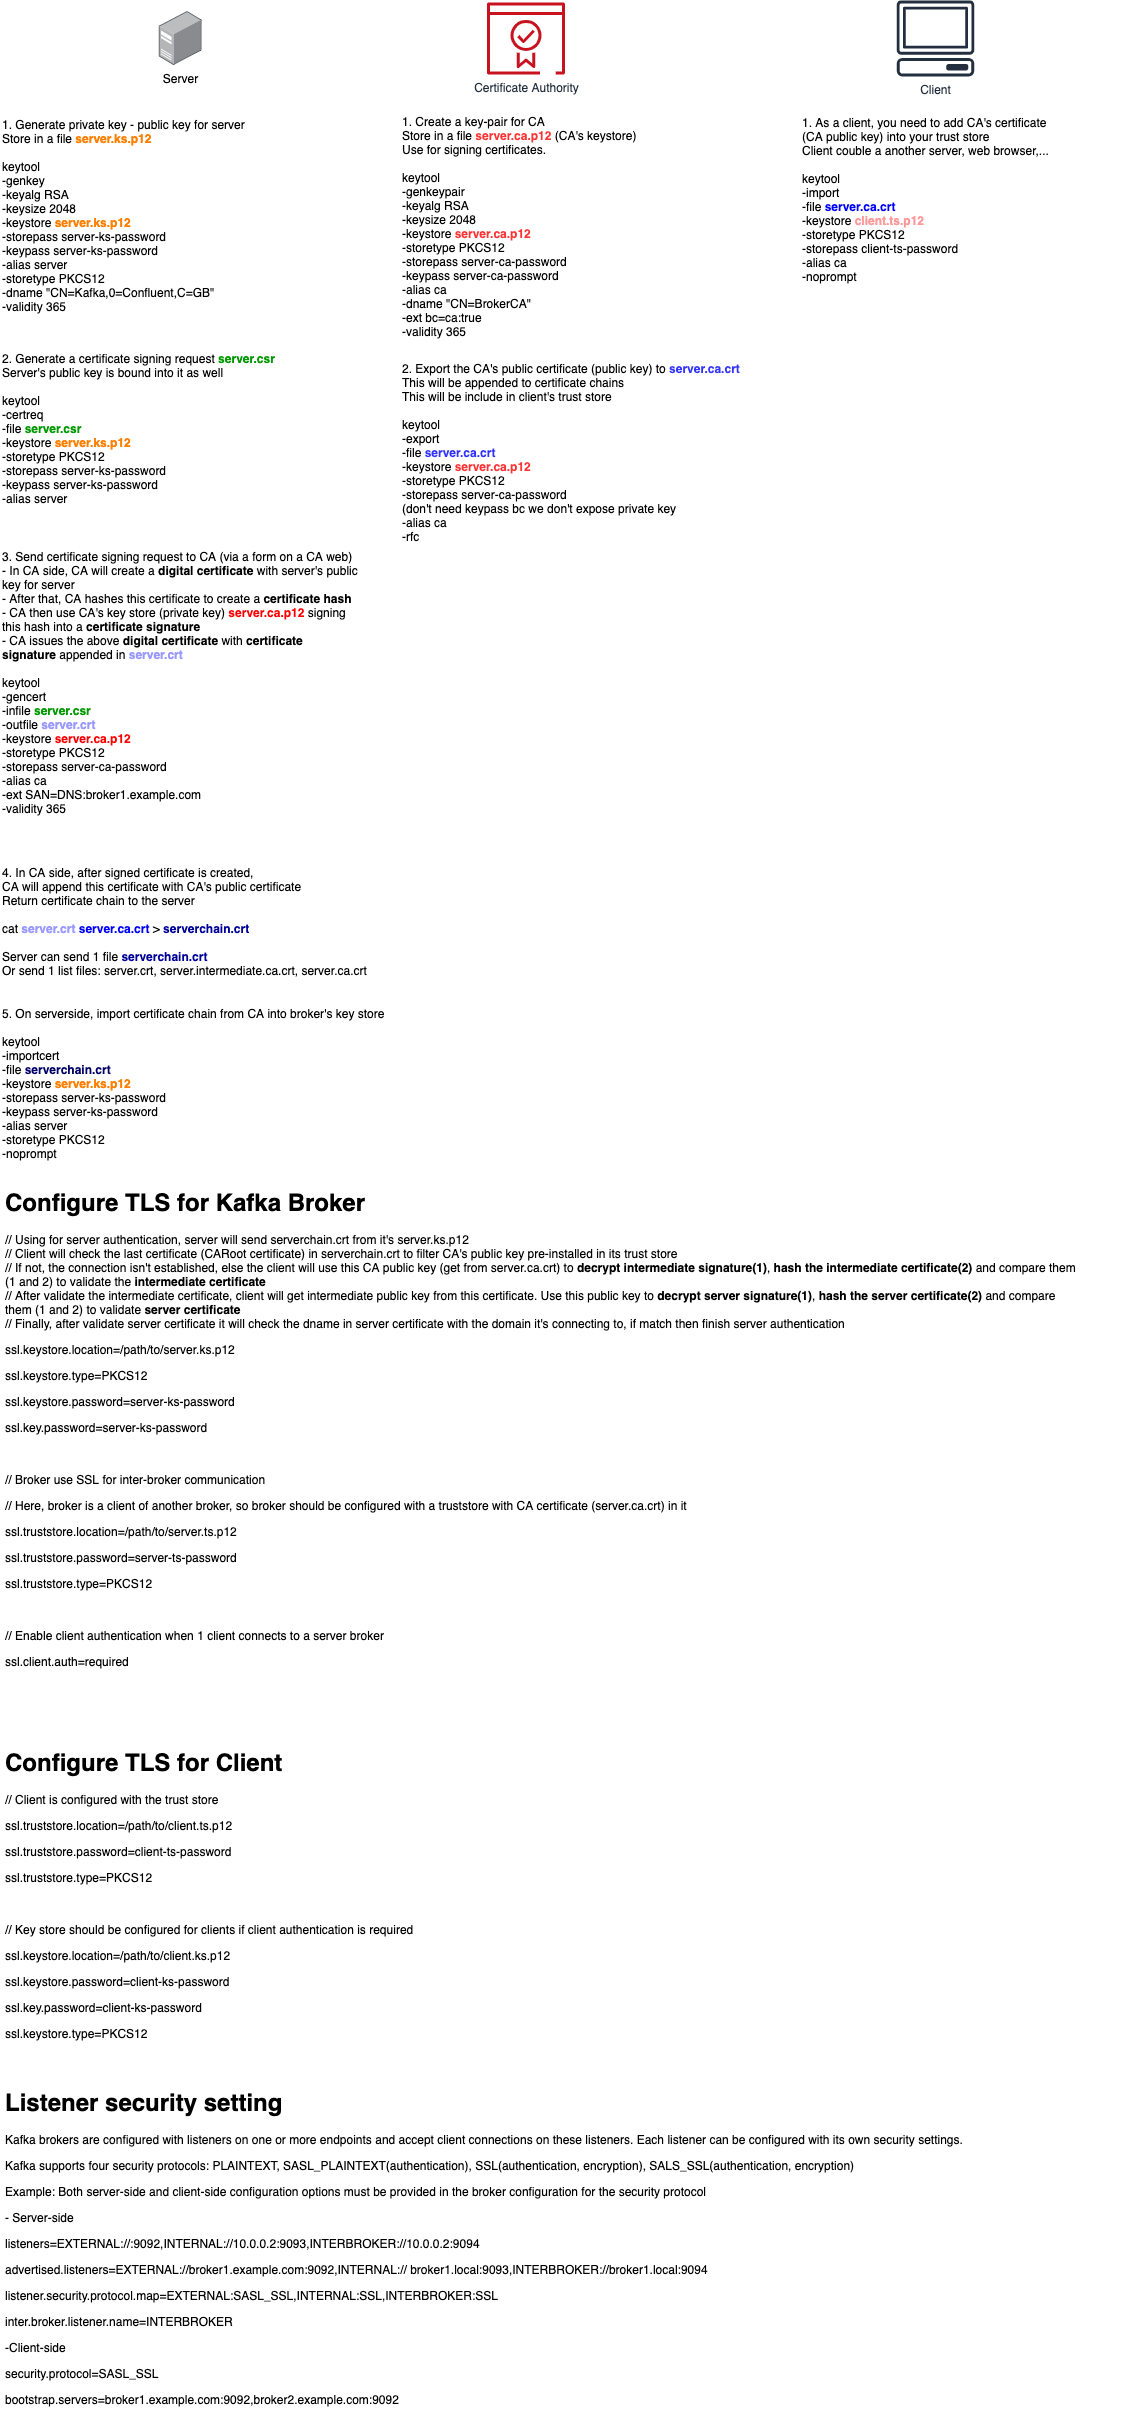 Server
1. Generate private key - public key for server
Store in a file server.ks.p12
keytool
-genkey
-keyalg RSA
-keysize 2048
-keystore server.ks.p12
-storepass server-ks-password
-keypass server-ks-password
-alias server
-storetype PKCS12
-dname "CN=Kafka,0=Confluent,C=GB"
-validity 365
2. Generate a certificate signing request server.csr
Server's public key is bound into it as well
keytool
-certreq
-file server.csr
-keystore server.ks.p12
-storetype PKCS12
-storepass server-ks-password
-keypass server-ks-password
-alias server
3. Send certificate signing request to CA (via a form on a CA web)
- In CA side, CA will create a digital certificate with server's public
key for server
- After that, CA hashes this certificate to create a certificate hash
- CA then use CA's key store (private key) server.ca.p12 signing
this hash into a certificate signature
- CA issues the above digital certificate with certificate
signature appended in server.crt
keytool
-gencert
-infile server.csr
-outfile server.crt
-keystore server.ca.p12
-storetype PKCS12
-storepass server-ca-password
-alias ca
-ext SAN=DNS:broker1.example.com
-validity 365
4. In CA side, after signed certificate is created,
CA will append this certificate with CA's public certificate
Return certificate chain to the server
cat server.crt server.ca.crt > serverchain.crt
Server can send 1 file serverchain.crt
Or send 1 list files: server.crt, server.intermediate.ca.crt, server.ca.crt
5. On serverside, import certificate chain from CA into broker's key store
keytool
-importcert
-file serverchain.crt
-keystore server.ks.p12
-storepass server-ks-password
-keypass server-ks-password
-alias server
-storetype PKCS12
-noprompt
Certificate Authority
1. Create a key-pair for CA
Store in a file server.ca.p12 (CA's keystore)
Use for signing certificates.
keytool
-genkeypair
-keyalg RSA
-keysize 2048
-keystore server.ca.p12
-storetype PKCS12
-storepass server-ca-password
-keypass server-ca-password
-alias ca
-dname "CN=BrokerCA"
-ext bc=ca:true
-validity 365
2. Export the CA's public certificate (public key) to server.ca.crt
This will be appended to certificate chains
This will be include in client's trust store
keytool
-export
-file server.ca.crt
-keystore server.ca.p12
-storetype PKCS12
-storepass server-ca-password
(don't need keypass bc we don't expose private key
-alias ca
-rfc
Client
1. As a client, you need to add CA's certificate
(CA public key) into your trust store
Client couble a another server, web browser,...
keytool
-import
-file server.ca.crt
-keystore client.ts.p12
-storetype PKCS12
-storepass client-ts-password
-alias ca
-noprompt
Configure TLS for Kafka Broker
// Using for server authentication, server will send serverchain.crt from it's server.ks.p12
// Client will check the last certificate (CARoot certificate) in serverchain.crt to filter CA's public key pre-installed in its trust store
// If not, the connection isn't established, else the client will use this CA public key (get from server.ca.crt) to decrypt intermediate signature(1), hash the intermediate certificate(2) and compare them
(1 and 2) to validate the intermediate certificate
// After validate the intermediate certificate, client will get intermediate public key from this certificate. Use this public key to decrypt server signature(1), hash the server certificate(2) and compare
them (1 and 2) to validate server certificate
// Finally, after validate server certificate it will check the dname in server certificate with the domain it's connecting to, if match then finish server authentication
ssl.keystore.location=/path/to/server.ks.p12
ssl.keystore.type=PKCS12
ssl.keystore.password=server-ks-password
ssl.key.password=server-ks-password
// Broker use SSL for inter-broker communication
// Here, broker is a client of another broker, so broker should be configured with a truststore with CA certificate (server.ca.crt) in it
ssl.truststore.location=/path/to/server.ts.p12
ssl.truststore.password=server-ts-password
ssl.truststore.type=PKCS12
// Enable client authentication when 1 client connects to a server broker
ssl.client.auth=required
Configure TLS for Client
// Client is configured with the trust store
ssl.truststore.location=/path/to/client.ts.p12
ssl.truststore.password=client-ts-password
ssl.truststore.type=PKCS12
// Key store should be configured for clients if client authentication is required
ssl.keystore.location=/path/to/client.ks.p12
ssl.keystore.password=client-ks-password
ssl.key.password=client-ks-password
ssl.keystore.type=PKCS12
Listener security setting
Kafka brokers are configured with listeners on one or more endpoints and accept client connections on these listeners. Each listener can be configured with its own security settings.
Kafka supports four security protocols: PLAINTEXT, SASL_PLAINTEXT(authentication), SSL(authentication, encryption), SALS_SSL(authentication, encryption)
Example: Both server-side and client-side configuration options must be provided in the broker configuration for the security protocol
- Server-side
listeners=EXTERNAL://:9092,INTERNAL://10.0.0.2:9093,INTERBROKER://10.0.0.2:9094
advertised.listeners=EXTERNAL://broker1.example.com:9092,INTERNAL:// broker1.local:9093,INTERBROKER://broker1.local:9094
listener.security.protocol.map=EXTERNAL:SASL_SSL,INTERNAL:SSL,INTERBROKER:SSL
inter.broker.listener.name=INTERBROKER
-Client-side
security.protocol=SASL_SSL
bootstrap.servers=broker1.example.com:9092,broker2.example.com:9092